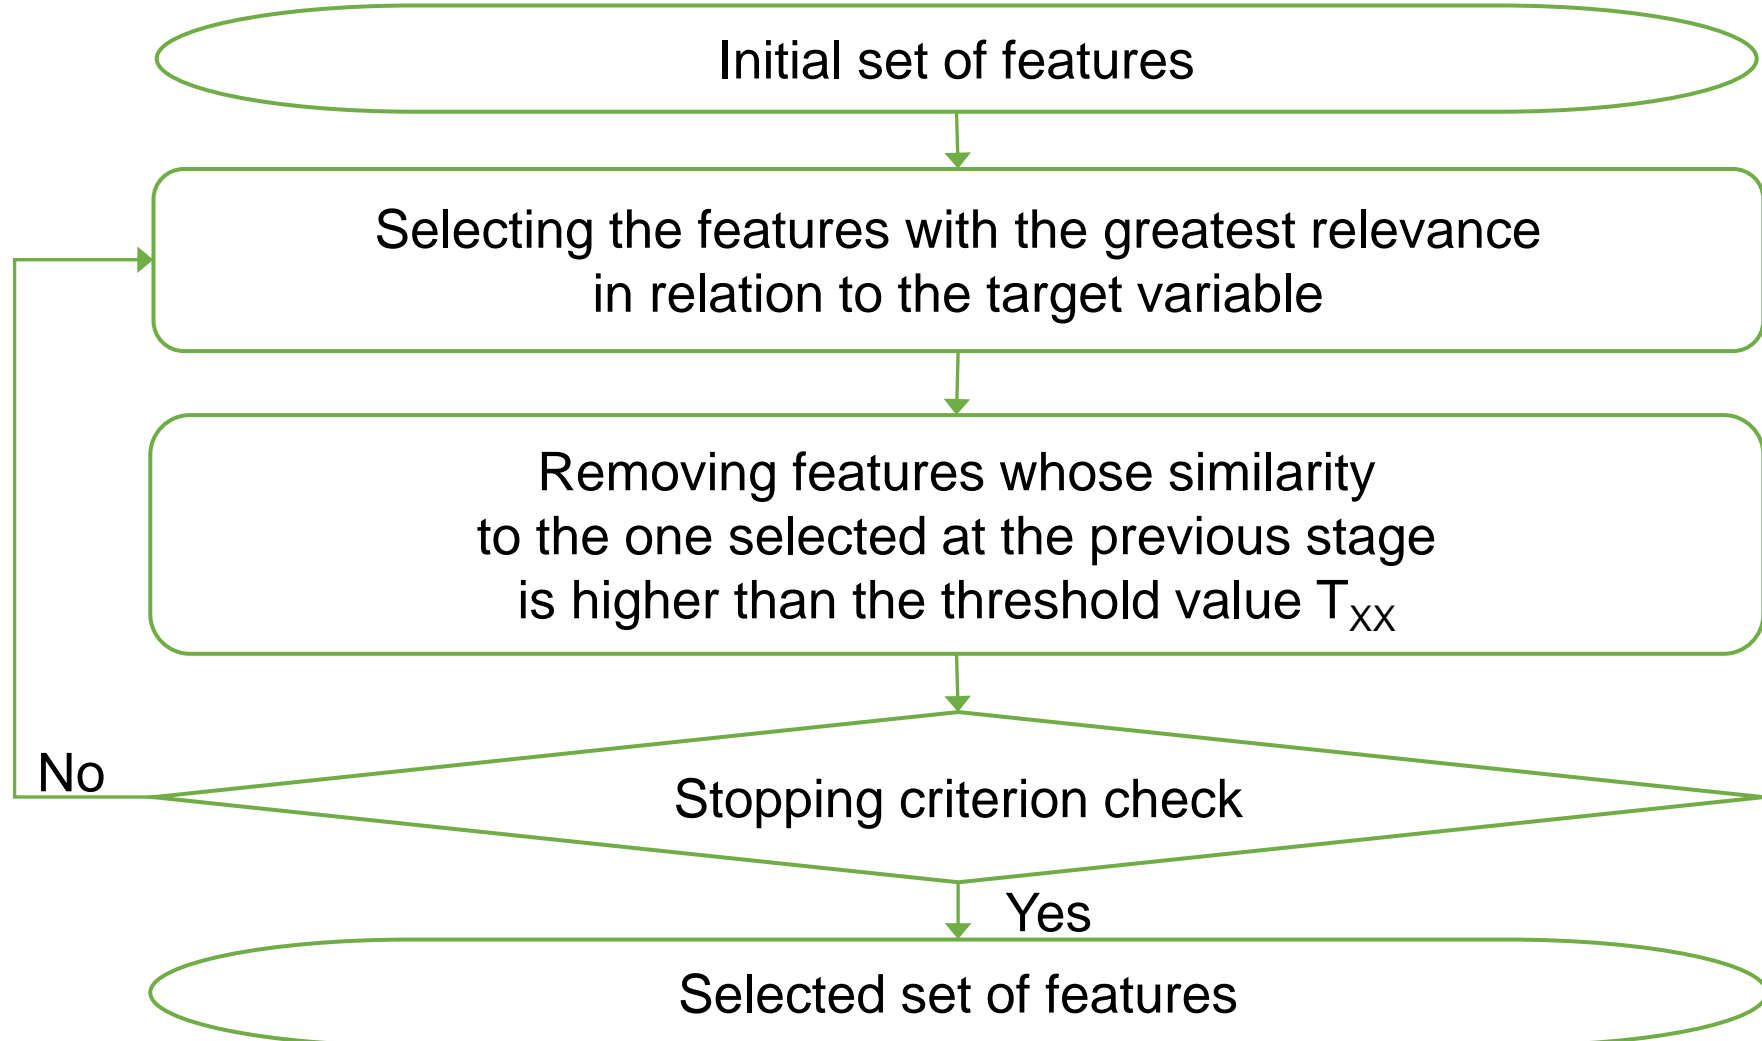 Initial set of features
Selecting the features with the greatest relevance
in relation to the target variable
Removing features whose similarity
to the one selected at the previous stage
is higher than the threshold value T_XX
No
Stopping criterion check
Yes
Selected set of features